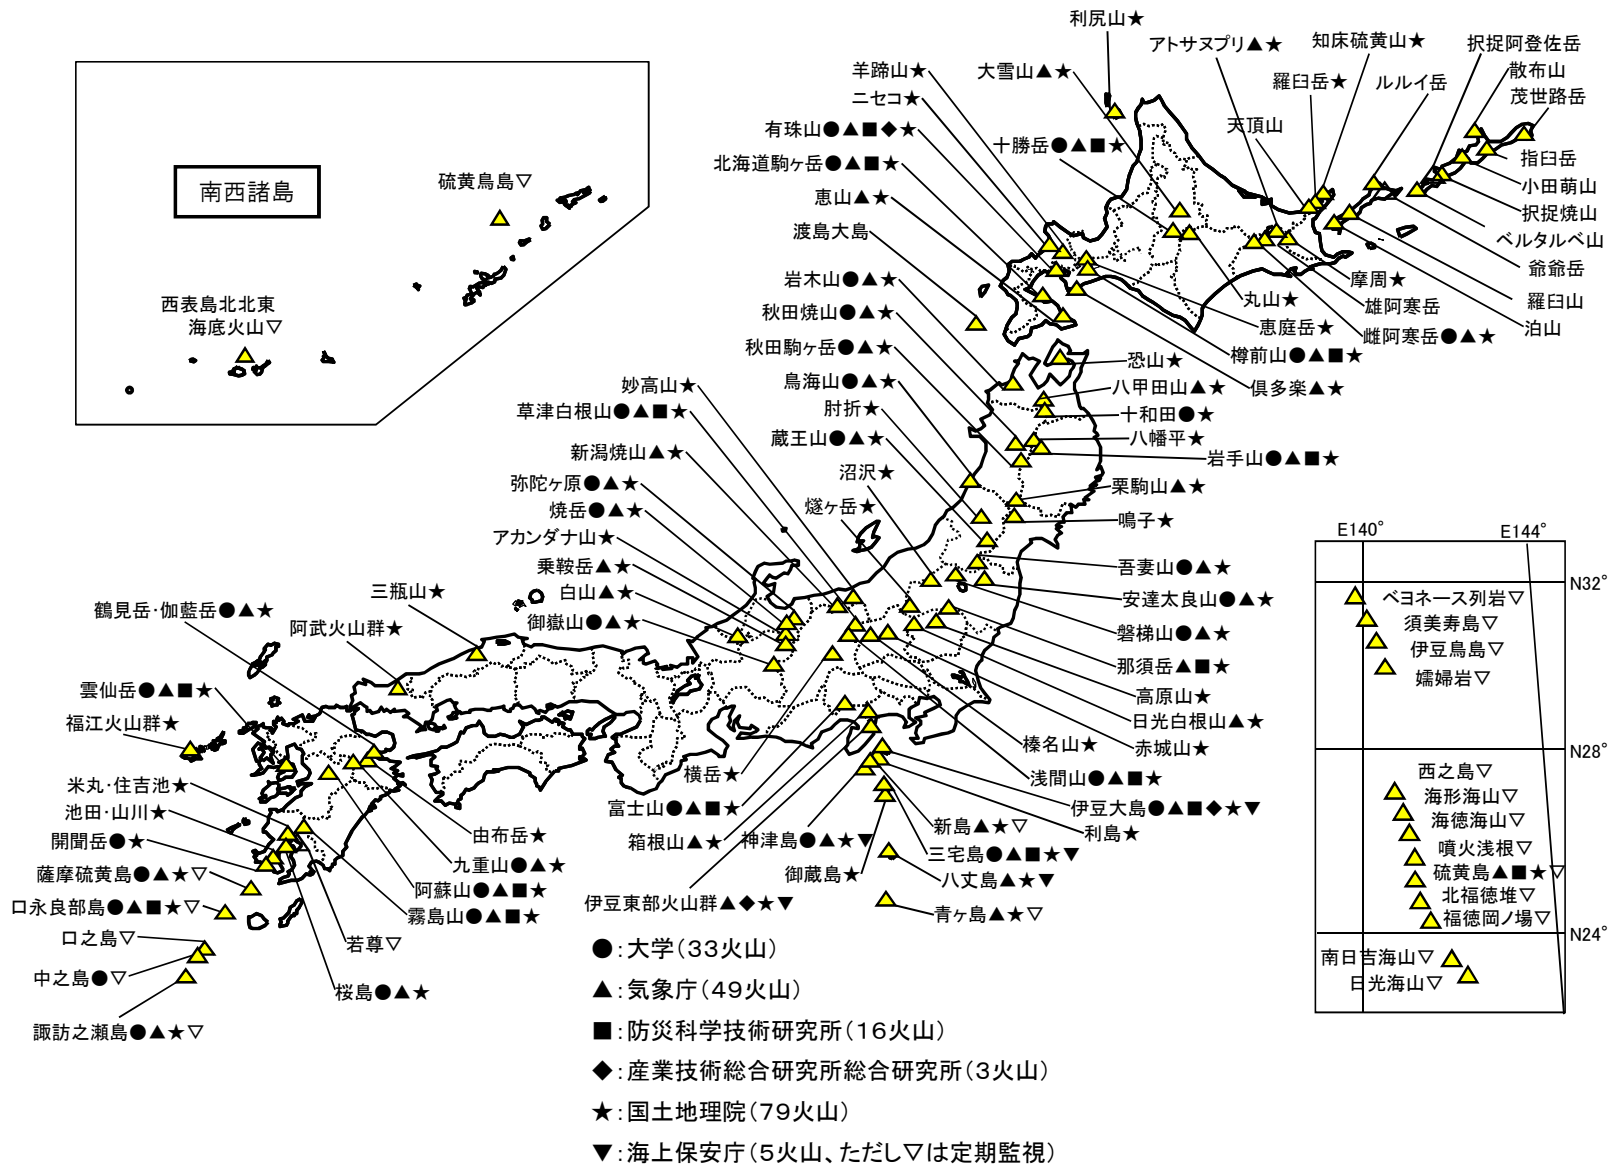 利尻山★
アトサヌプリ▲★
知床硫黄山★
択捉阿登佐岳
羊蹄山★
大雪山▲★
羅臼岳★
ルルイ岳
散布山
茂世路岳
ニセコ★
有珠山●▲■◆★
天頂山
十勝岳●▲■★
北海道駒ヶ岳●▲■★
指臼岳
小田萌山
恵山▲★
択捉焼山
渡島大島
ベルタルベ山
爺爺岳
岩木山●▲★
摩周★
羅臼山
丸山★
雄阿寒岳
泊山
秋田焼山●▲★
恵庭岳★
雌阿寒岳●▲★
秋田駒ヶ岳●▲★
樽前山●▲■★
恐山★
鳥海山●▲★
八甲田山▲★
倶多楽▲★
南西諸島
硫黄鳥島▽
西表島北北東
海底火山▽
妙高山★
肘折★
十和田●★
草津白根山●▲■★
蔵王山●▲★
八幡平★
新潟焼山▲★
沼沢★
岩手山●▲■★
弥陀ヶ原●▲★
燧ヶ岳★
栗駒山▲★
焼岳●▲★
鳴子★
アカンダナ山★
乗鞍岳▲★
吾妻山●▲★
三瓶山★
白山▲★
安達太良山●▲★
鶴見岳・伽藍岳●▲★
阿武火山群★
御嶽山●▲★
磐梯山●▲★
那須岳▲■★
雲仙岳●▲■★
高原山★
福江火山群★
日光白根山▲★
榛名山★
赤城山★
横岳★
浅間山●▲■★
米丸・住吉池★
富士山●▲■★
伊豆大島●▲■◆★▼
池田・山川★
新島▲★▽
利島★
開聞岳●★
由布岳★
箱根山▲★
神津島●▲★▼
三宅島●▲■★▼
薩摩硫黄島●▲★▽
九重山●▲★
御蔵島★
八丈島▲★▼
阿蘇山●▲■★
口永良部島●▲■★▽
霧島山●▲■★
伊豆東部火山群▲◆★▼
青ヶ島▲★▽
口之島▽
若尊▽
中之島●▽
桜島●▲★
諏訪之瀬島●▲★▽
E140°
E144°
N32°
ベヨネース列岩▽
須美寿島▽
伊豆鳥島▽
孀婦岩▽
N28°
西之島▽
海形海山▽
海徳海山▽
噴火浅根▽
硫黄島▲■★▽
北福徳堆▽
福徳岡ノ場▽
N24°
南日吉海山▽
日光海山▽
●：大学（33火山）
▲：気象庁（49火山）
■：防災科学技術研究所（16火山）
◆：産業技術総合研究所総合研究所（3火山）
★：国土地理院（79火山）
▼：海上保安庁（5火山、ただし▽は定期監視）